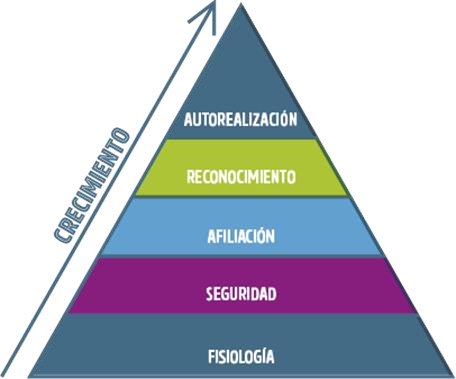 CRECIMIENTO
AUTOREALIZACIÓN
RECONOCIMIENTO
AFILIACIÓN
SEGURIDAD
FISIOLOGÍA